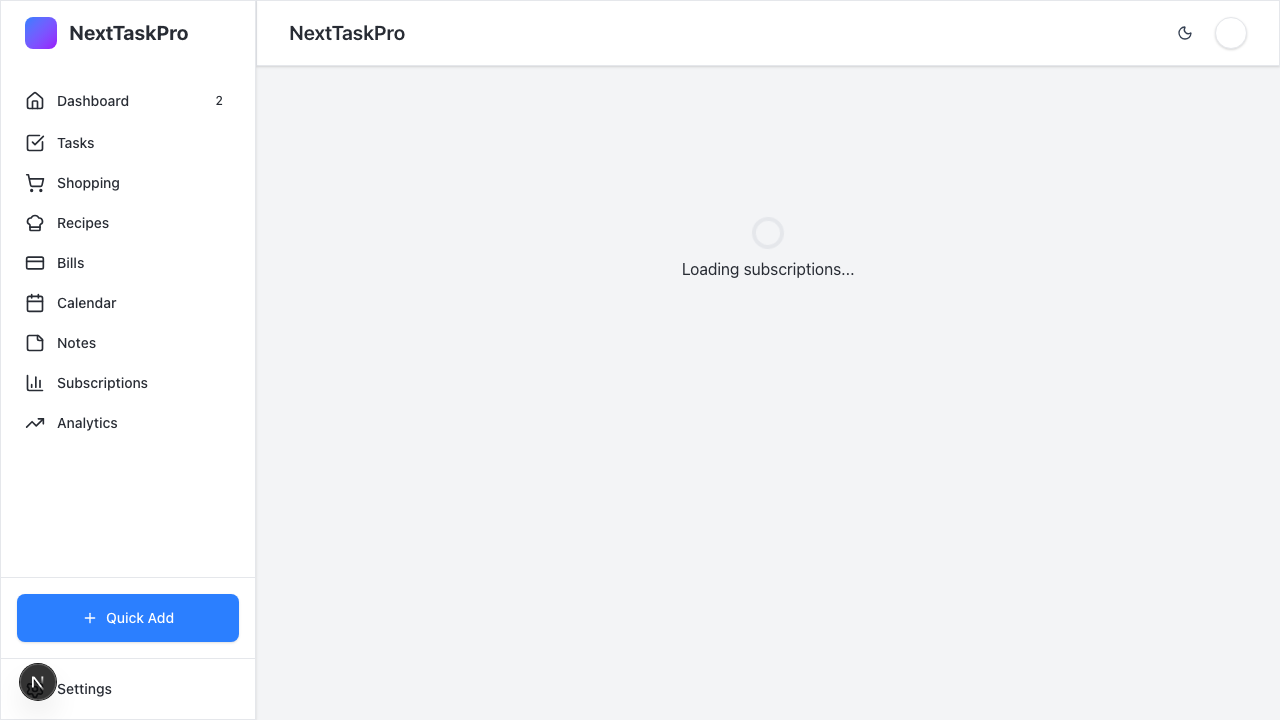 NextTaskPro
NextTaskPro
Dashboard 2
Tasks
Shopping
Recipes
Bills
Calendar
Notes
Subscriptions
Analytics
Loading subscriptions...
Quick Add
N
Settings